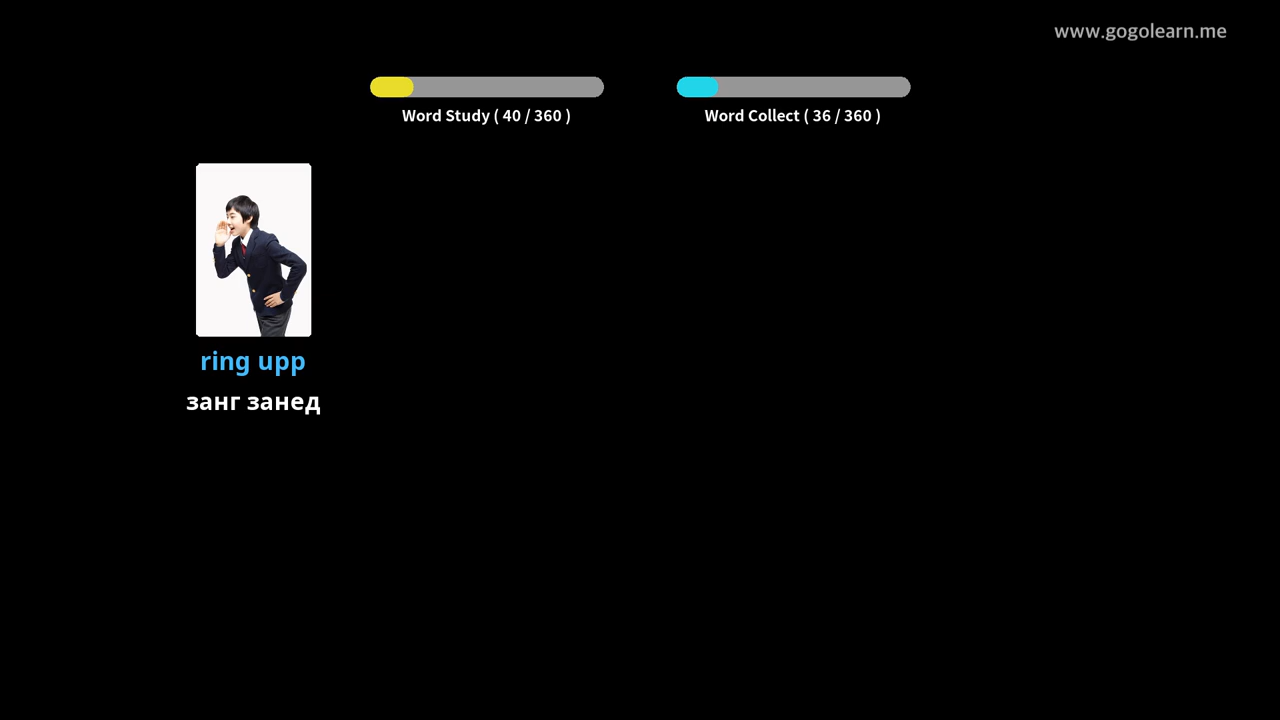 www.gogolearn.me
Word Study ( 40 / 360 )
Word Collect ( 36 / 360 )
ring upp
занг занед